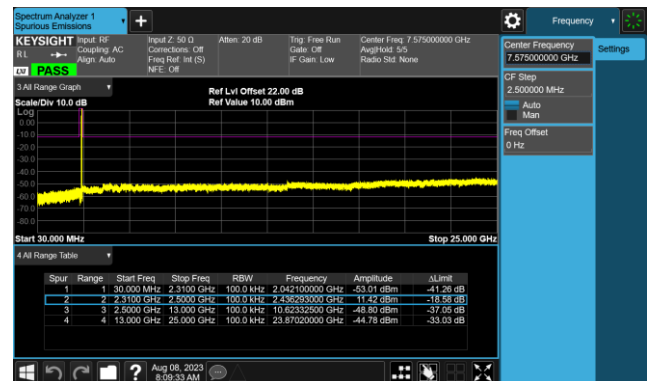 Spectrum Analyzer 1
Spurious Emissions
Frequency
KEYSIGHT Input: RF Input Z: 50 Ω Atten: 20 dB Trig: Free Run Center Freq: 7.575000000 GHz
RL Coupling: AC Corrections: Off Gate: Off Avg|Hold: 5/5
Align: Auto Freq Ref: Int (S) IF Gain: Low Radio Std: None
LXI PASS NFE: Off
Center Frequency
7.575000000 GHz
Settings
CF Step
2.500000 MHz
Auto
Man
Freq Offset
0 Hz
3 All Range Graph
Ref Lvl Offset 22.00 dB
Scale/Div 10.0 dB Ref Value 10.00 dBm
Log
0.00
-10.0
-20.0
-30.0
-40.0
-50.0
-60.0
-70.0
-80.0
Start 30.000 MHz Stop 25.000 GHz
4 All Range Table
Spur Range Start Freq Stop Freq RBW Frequency Amplitude ΔLimit
1 1 30.000 MHz 2.3100 GHz 100.0 kHz 2.042100000 GHz -53.01 dBm -41.26 dB
2 2 2.3100 GHz 2.5000 GHz 100.0 kHz 2.436293000 GHz 11.42 dBm -18.58 dB
3 3 2.5000 GHz 13.000 GHz 100.0 kHz 10.62332500 GHz -48.80 dBm -37.05 dB
4 4 13.000 GHz 25.000 GHz 100.0 kHz 23.87020000 GHz -44.78 dBm -33.03 dB
Aug 08, 2023
8:09:33 AM